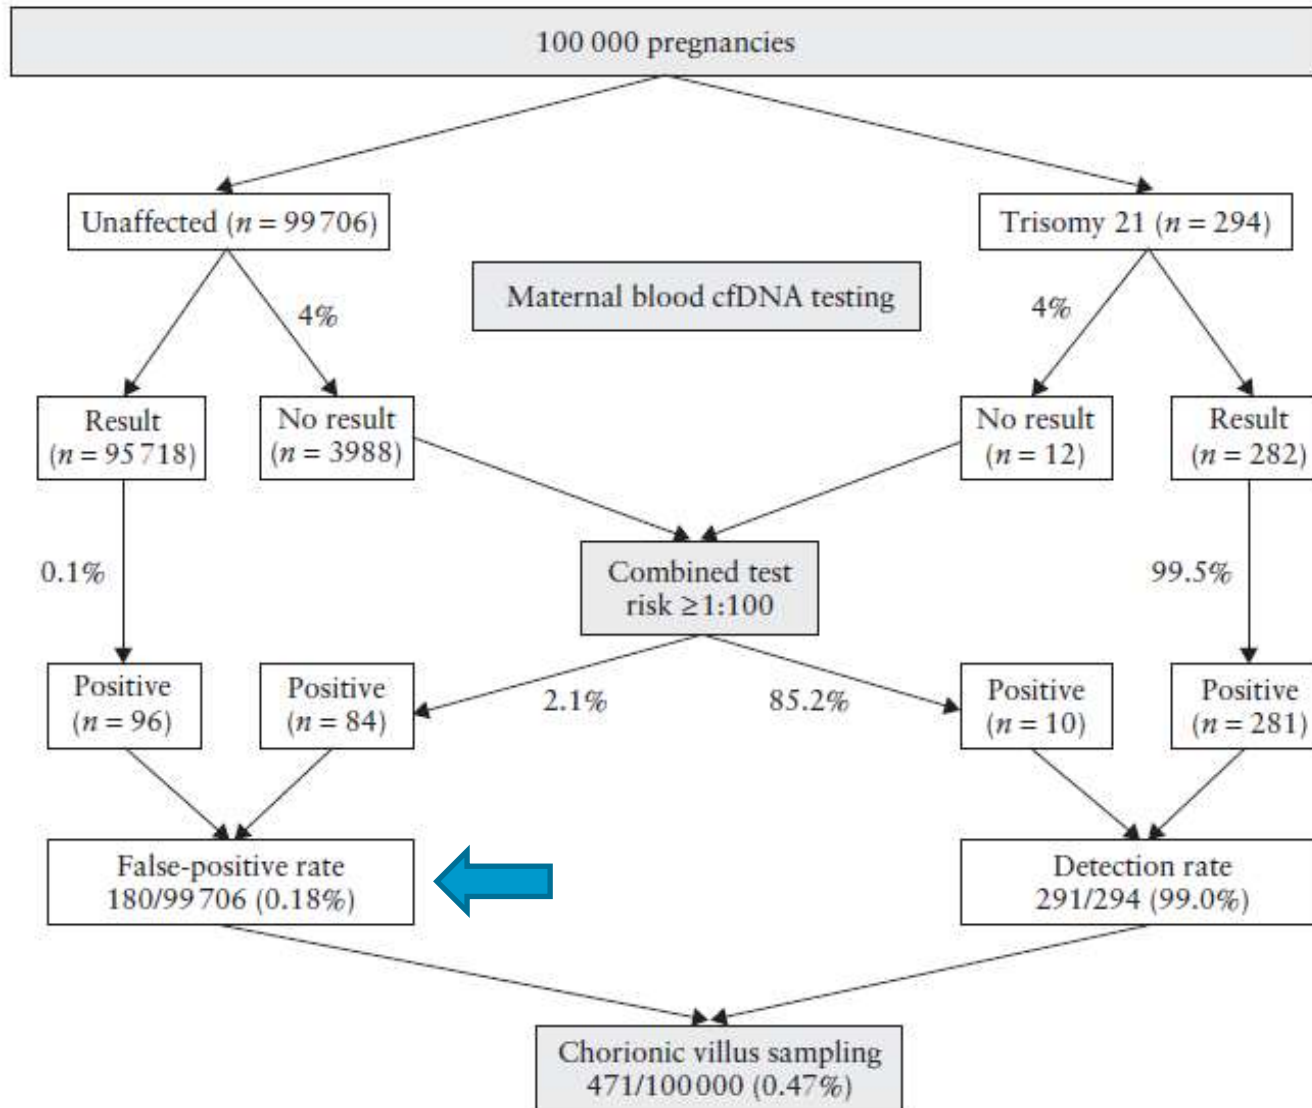 100 000 pregnancies
Unaffected (n = 99 706)
Trisomy 21 (n = 294)
Maternal blood cfDNA testing
4%
4%
Result
(n = 95 718)
No result
(n = 3988)
No result
(n = 12)
Result
(n = 282)
0.1%
Combined test
risk ≥1:100
99.5%
Positive
(n = 96)
Positive
(n = 84)
2.1%
85.2%
Positive
(n = 10)
Positive
(n = 281)
False-positive rate
180/99 706 (0.18%)
Detection rate
291/294 (99.0%)
Chorionic villus sampling
471/100 000 (0.47%)